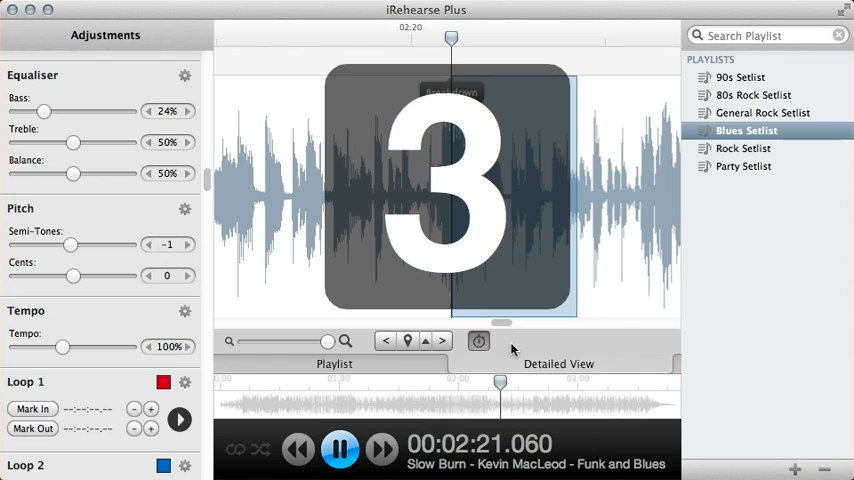 iRehearse Plus
Adjustments
02:20
Search Playlist
Equaliser
Bass:
24%
Treble:
50%
Balance:
50%
Pitch
Semi-Tones:
-1
Cents:
0
Tempo
Tempo:
100%
Loop 1
Mark In
--:--:--,--
- +
Mark Out
--:--:--,--
- +
Loop 2
Breakdown
3
< >
Playlist
Detailed View
0:00
01:00
02:00
03:00
00:02:21.060
Slow Burn - Kevin MacLeod - Funk and Blues
PLAYLISTS
90s Setlist
80s Rock Setlist
General Rock Setlist
Blues Setlist
Rock Setlist
Party Setlist
+ −